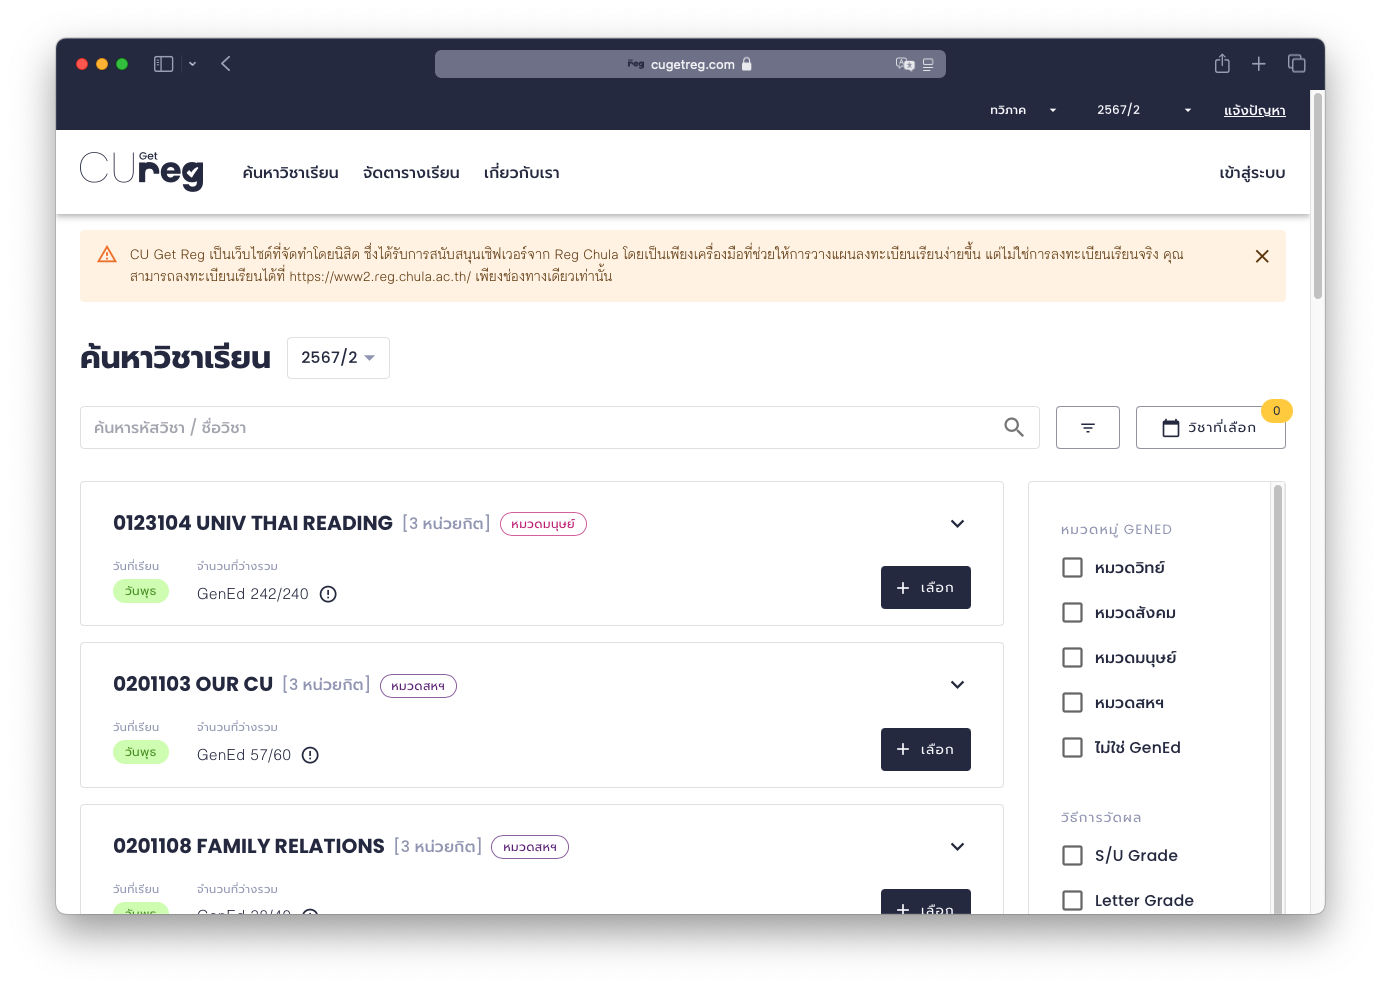 reg cugetreg.com
ทวิภาค 2567/2 แจ้งปัญหา
CU Get reg ค้นหาวิชาเรียน จัดตารางเรียน เกี่ยวกับเรา เข้าสู่ระบบ
CU Get Reg เป็นเว็บไซต์ที่จัดทำโดยนิสิต ซึ่งได้รับการสนับสนุนเซิฟเวอร์จาก Reg Chula โดยเป็นเพียงเครื่องมือที่ช่วยให้การวางแผนลงทะเบียนเรียนง่ายขึ้น แต่ไม่ใช่การลงทะเบียนเรียนจริง คุณ
สามารถลงทะเบียนเรียนได้ที่ https://www2.reg.chula.ac.th/ เพียงช่องทางเดียวเท่านั้น
ค้นหาวิชาเรียน 2567/2
ค้นหารหัสวิชา / ชื่อวิชา
วิชาที่เลือก 0
0123104 UNIV THAI READING [3 หน่วยกิต] หมวดมนุษย์
วันที่เรียน จำนวนที่ว่างรวม
วันพุธ GenEd 242/240
+ เลือก
0201103 OUR CU [3 หน่วยกิต] หมวดสหฯ
วันที่เรียน จำนวนที่ว่างรวม
วันพุธ GenEd 57/60
+ เลือก
0201108 FAMILY RELATIONS [3 หน่วยกิต] หมวดสหฯ
วันที่เรียน จำนวนที่ว่างรวม
วันพุธ GenEd
+ เลือก
หมวดหมู่ GENED
หมวดวิทย์
หมวดสังคม
หมวดมนุษย์
หมวดสหฯ
ไม่ใช่ GenEd
วิธีการวัดผล
S/U Grade
Letter Grade